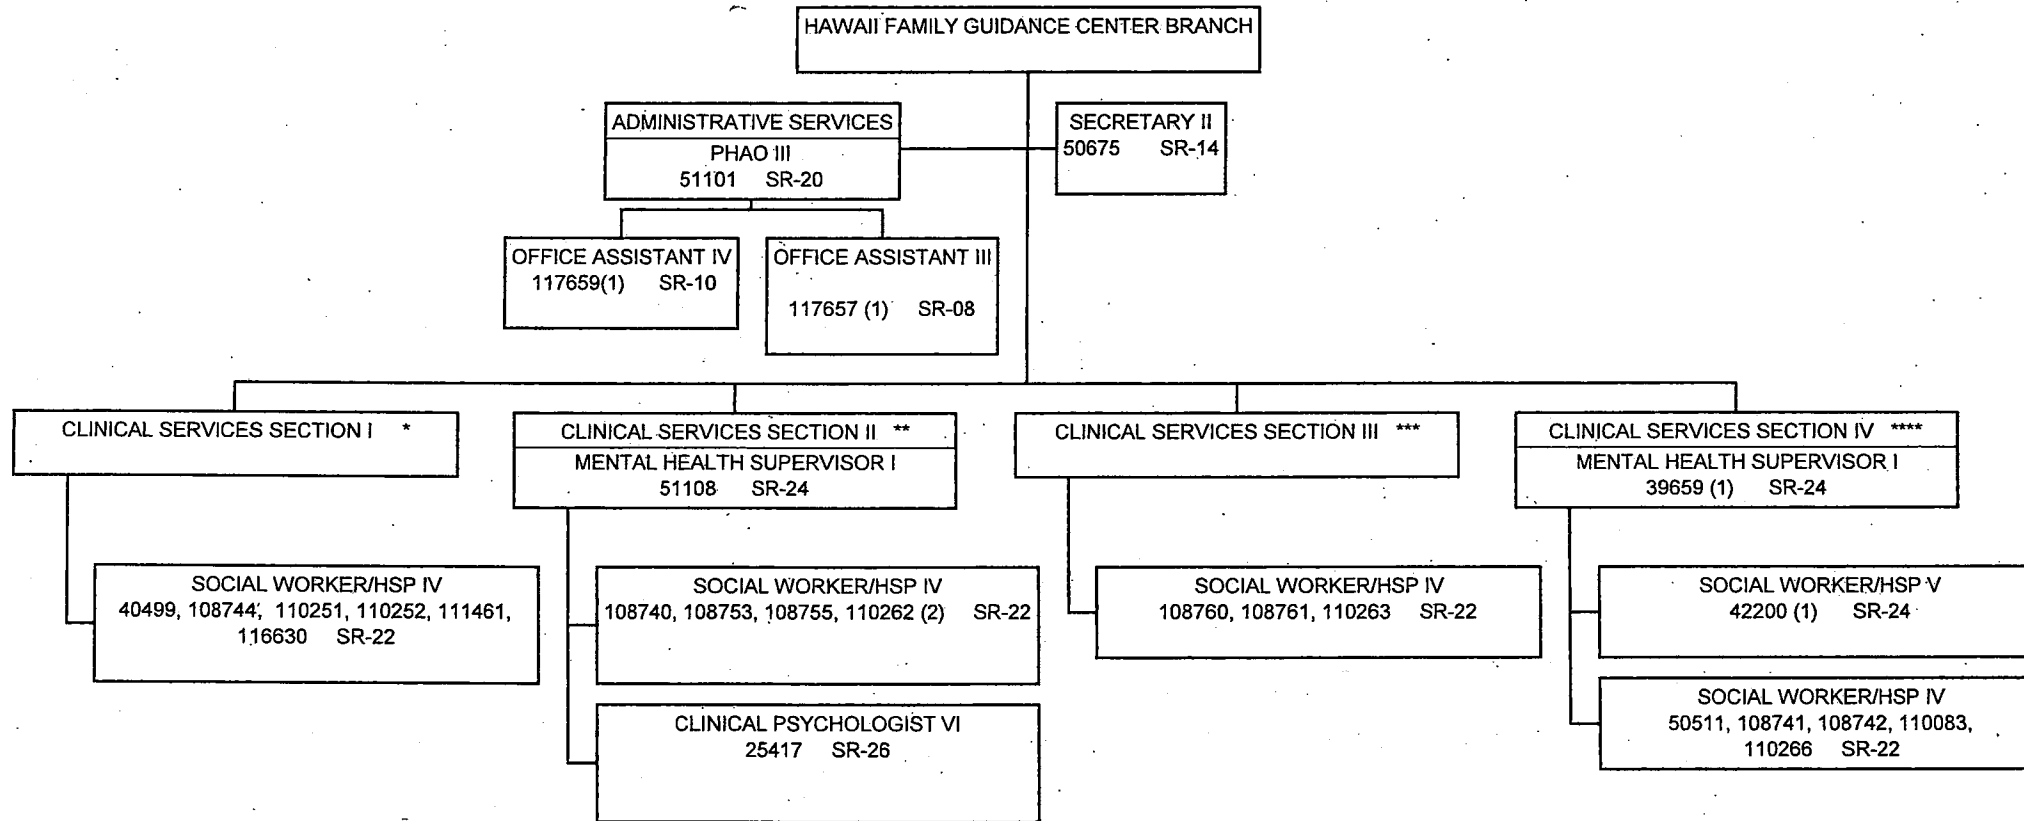 HAWAII FAMILY GUIDANCE CENTER BRANCH
ADMINISTRATIVE SERVICES
PHAO III
51101 SR-20
SECRETARY II
50675 SR-14
OFFICE ASSISTANT IV
117659(1) SR-10
OFFICE ASSISTANT III
117657 (1) SR-08
CLINICAL SERVICES SECTION I *
CLINICAL SERVICES SECTION II **
MENTAL HEALTH SUPERVISOR I
51108 SR-24
CLINICAL SERVICES SECTION III ***
CLINICAL SERVICES SECTION IV ****
MENTAL HEALTH SUPERVISOR I
39659 (1) SR-24
SOCIAL WORKER/HSP IV
40499, 108744, 110251, 110252, 111461,
116630 SR-22
SOCIAL WORKER/HSP IV
108740, 108753, 108755, 110262 (2) SR-22
CLINICAL PSYCHOLOGIST VI
25417 SR-26
SOCIAL WORKER/HSP IV
108760, 108761, 110263 SR-22
SOCIAL WORKER/HSP V
42200 (1) SR-24
SOCIAL WORKER/HSP IV
50511, 108741, 108742, 110083,
110266 SR-22